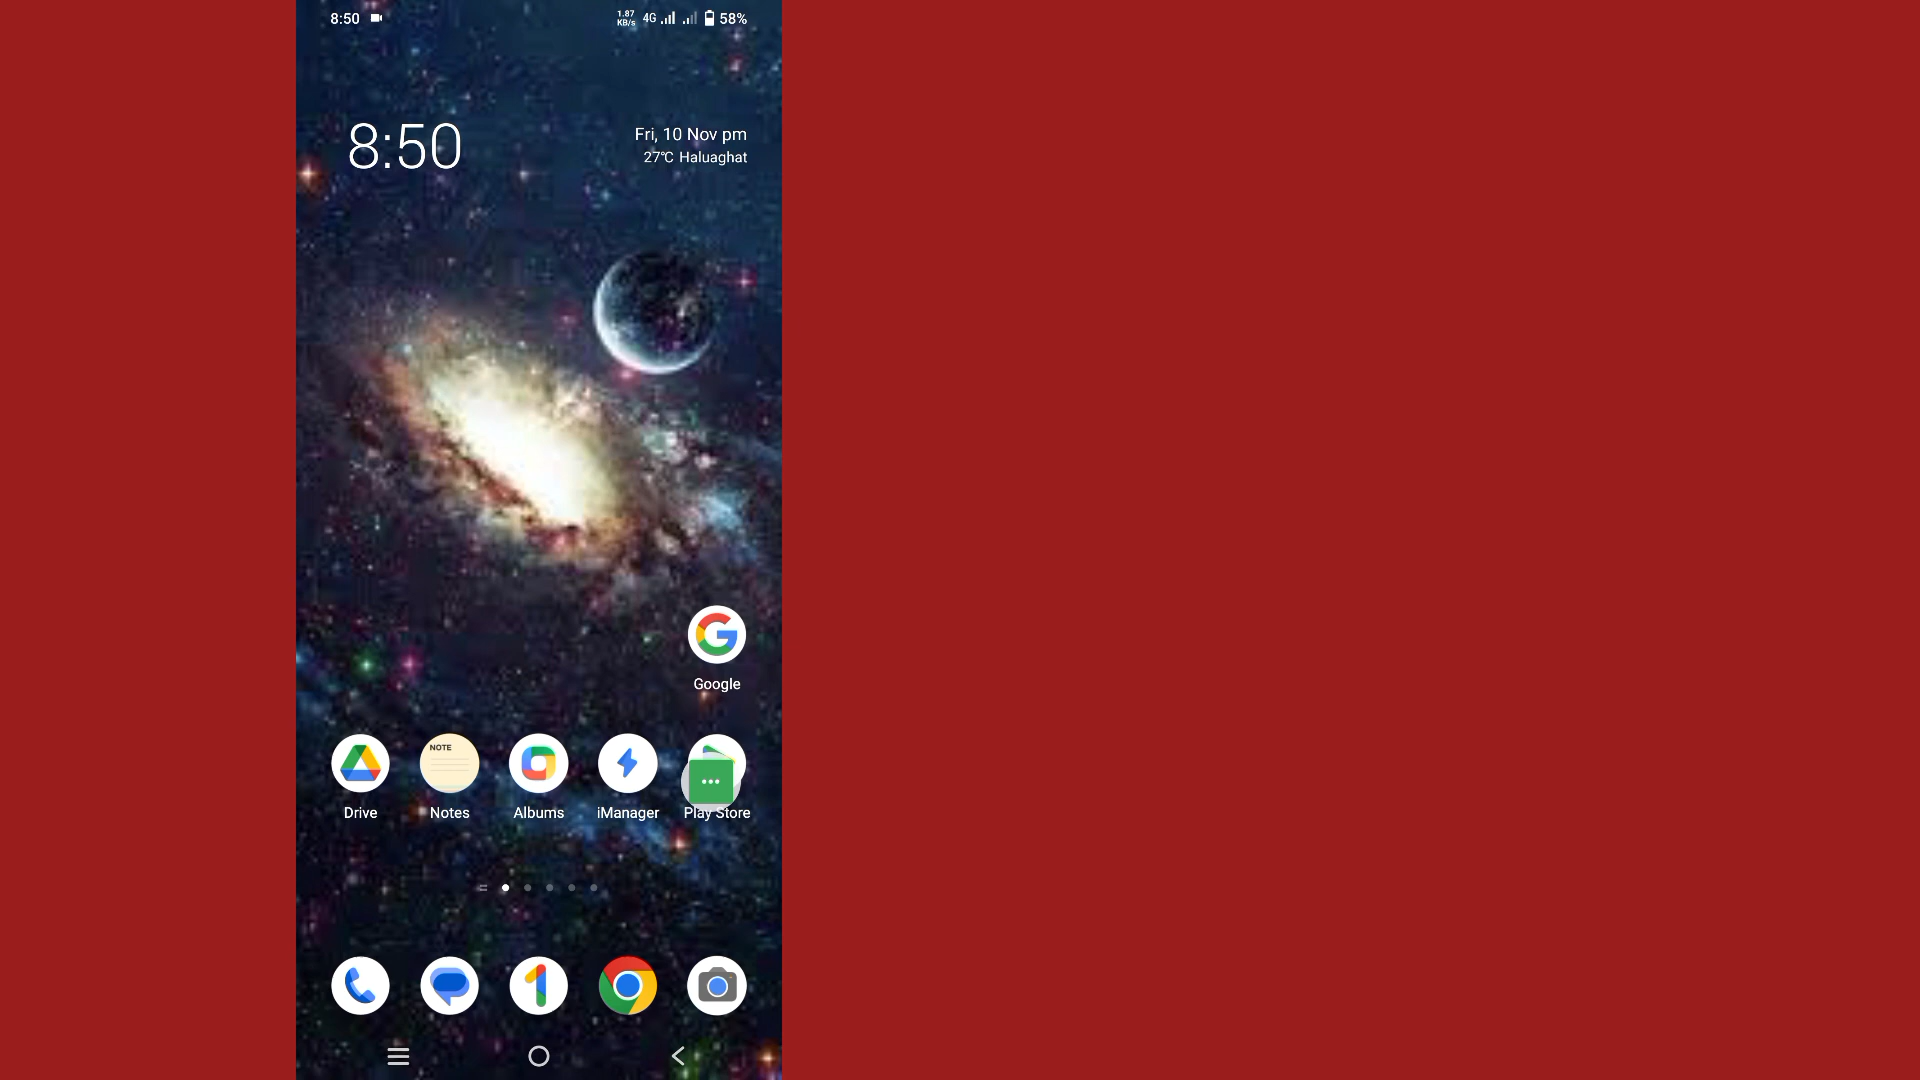 8:50
1.87
KB/s
4G
58%
8:50
Fri, 10 Nov pm
27℃ Haluaghat
Google
NOTE
Drive
Notes
Albums
iManager
Play Store